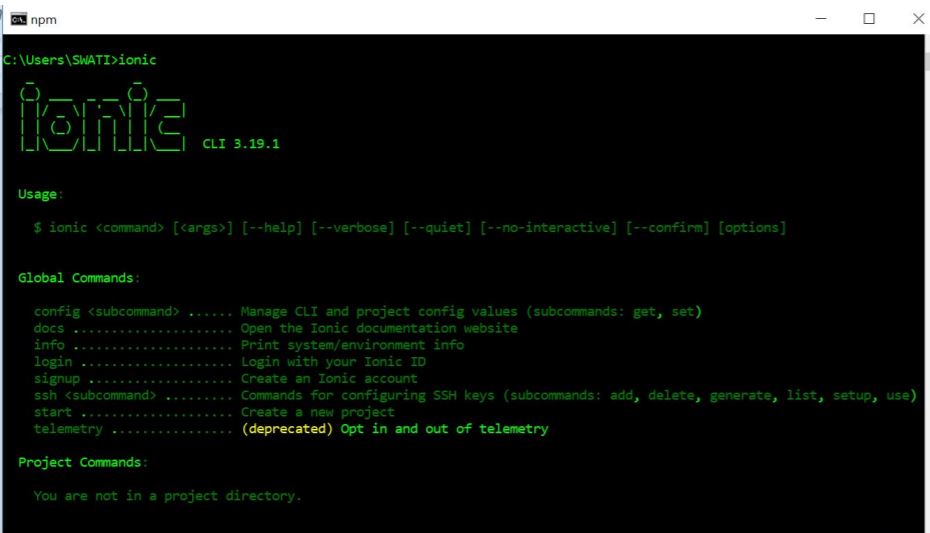 npm
C:\Users\SWATI>ionic
ionic
CLI 3.19.1
Usage:
$ ionic <command> [<args>] [--help] [--verbose] [--quiet] [--no-interactive] [--confirm] [options]
Global Commands:
config <subcommand> ...... Manage CLI and project config values (subcommands: get, set)
docs ..................... Open the Ionic documentation website
info ..................... Print system/environment info
login .................... Login with your Ionic ID
signup ................... Create an Ionic account
ssh <subcommand> ......... Commands for configuring SSH keys (subcommands: add, delete, generate, list, setup, use)
start .................... Create a new project
telemetry ................ (deprecated) Opt in and out of telemetry
Project Commands:
You are not in a project directory.